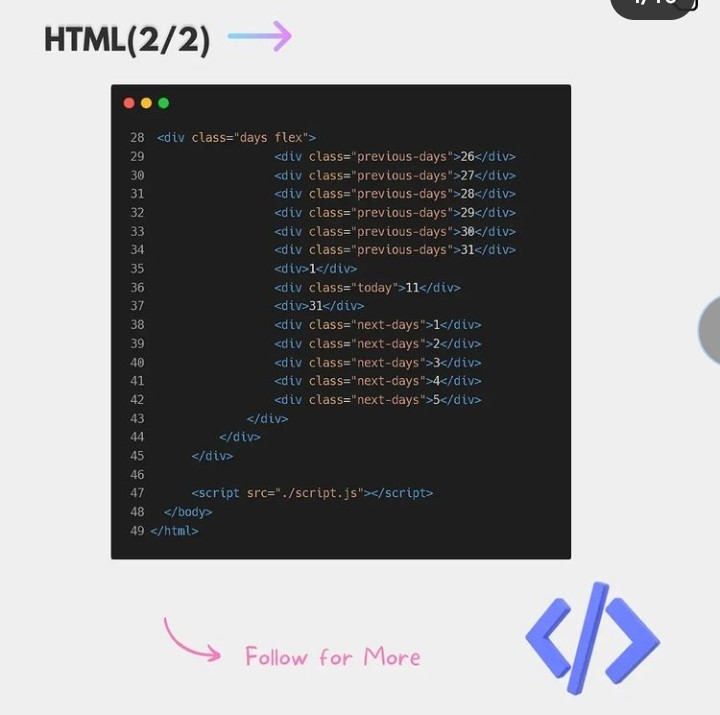 HTML(2/2)
28 <div class="days flex">
29 <div class="previous-days">26</div>
30 <div class="previous-days">27</div>
31 <div class="previous-days">28</div>
32 <div class="previous-days">29</div>
33 <div class="previous-days">30</div>
34 <div class="previous-days">31</div>
35 <div>1</div>
36 <div class="today">11</div>
37 <div>31</div>
38 <div class="next-days">1</div>
39 <div class="next-days">2</div>
40 <div class="next-days">3</div>
41 <div class="next-days">4</div>
42 <div class="next-days">5</div>
43 </div>
44 </div>
45 </div>
46
47 <script src="./script.js"></script>
48 </body>
49 </html>
Follow for More